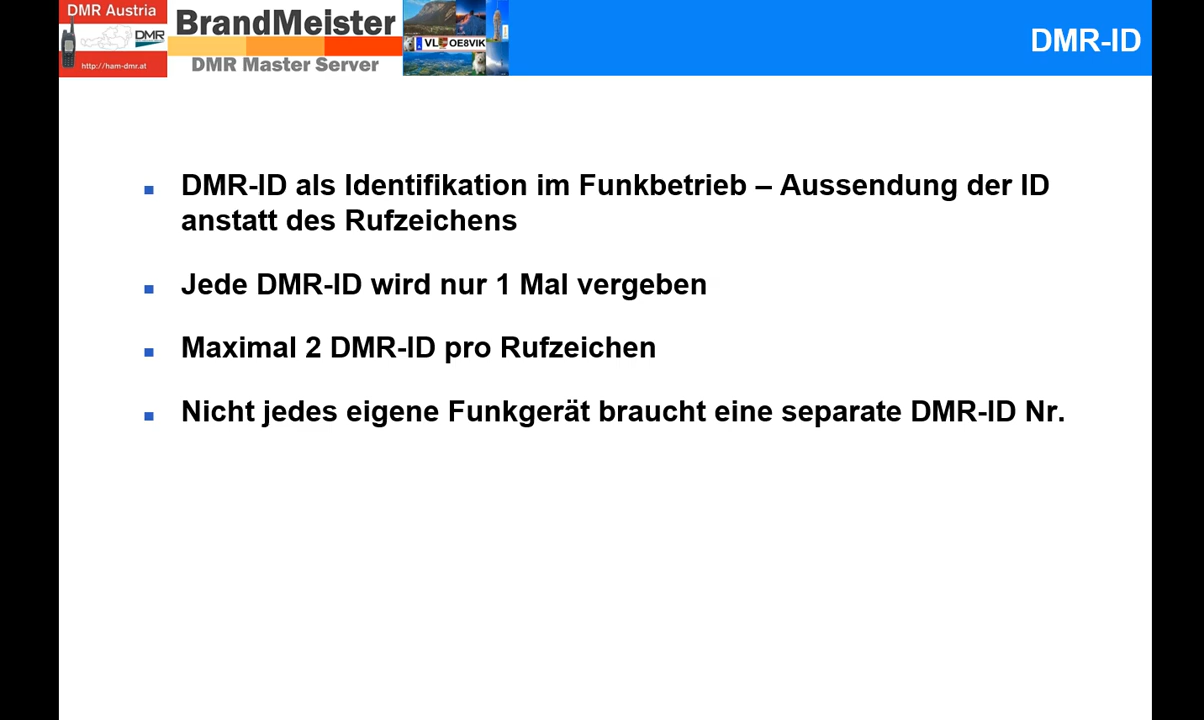 DMR Austria
DMR
http://ham-dmr.at
BrandMeister
DMR Master Server
VL OE8VIK
DMR-ID
DMR-ID als Identifikation im Funkbetrieb – Aussendung der ID
anstatt des Rufzeichens
Jede DMR-ID wird nur 1 Mal vergeben
Maximal 2 DMR-ID pro Rufzeichen
Nicht jedes eigene Funkgerät braucht eine separate DMR-ID Nr.